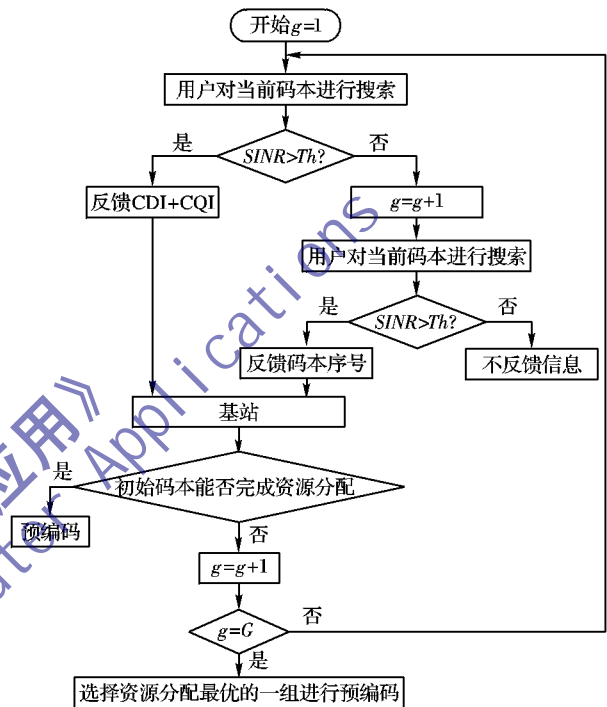 开始g=1
用户对当前码本进行搜索
是
SINR>Th?
否
反馈CDI+CQI
g=g+1
用户对当前码本进行搜索
是
SINR>Th?
否
反馈码本序号
不反馈信息
基站
是
初始码本能否完成资源分配
预编码
否
g=g+1
g=G
否
是
选择资源分配最优的一组进行预编码
应用》
ter Applications